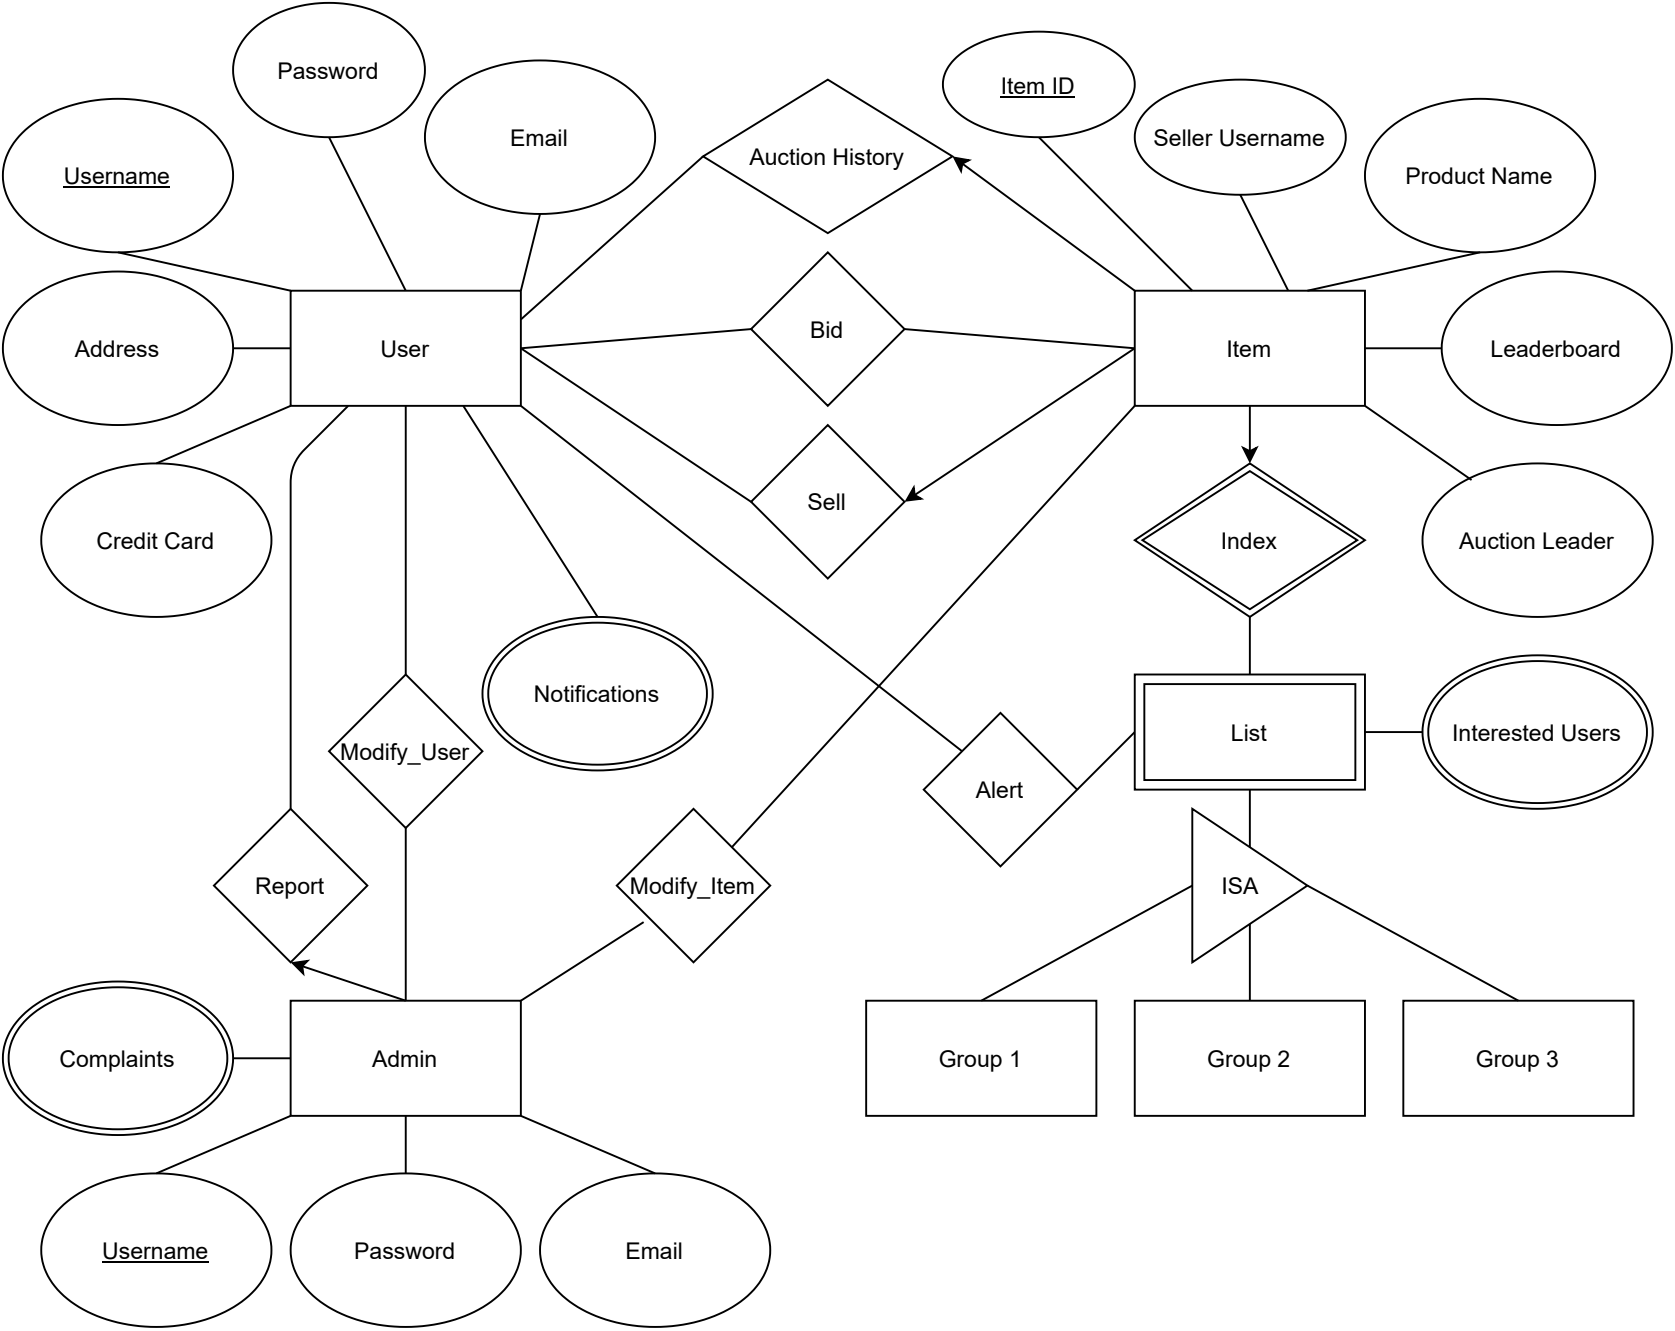 Password
Item ID
Email
Seller Username
Auction History
Username
Product Name
Bid
Address
User
Item
Leaderboard
Sell
Credit Card
Index
Auction Leader
Notifications
List
Interested Users
Modify_User
Alert
Report
Modify_Item
ISA
Complaints
Admin
Group 1
Group 2
Group 3
Username
Password
Email